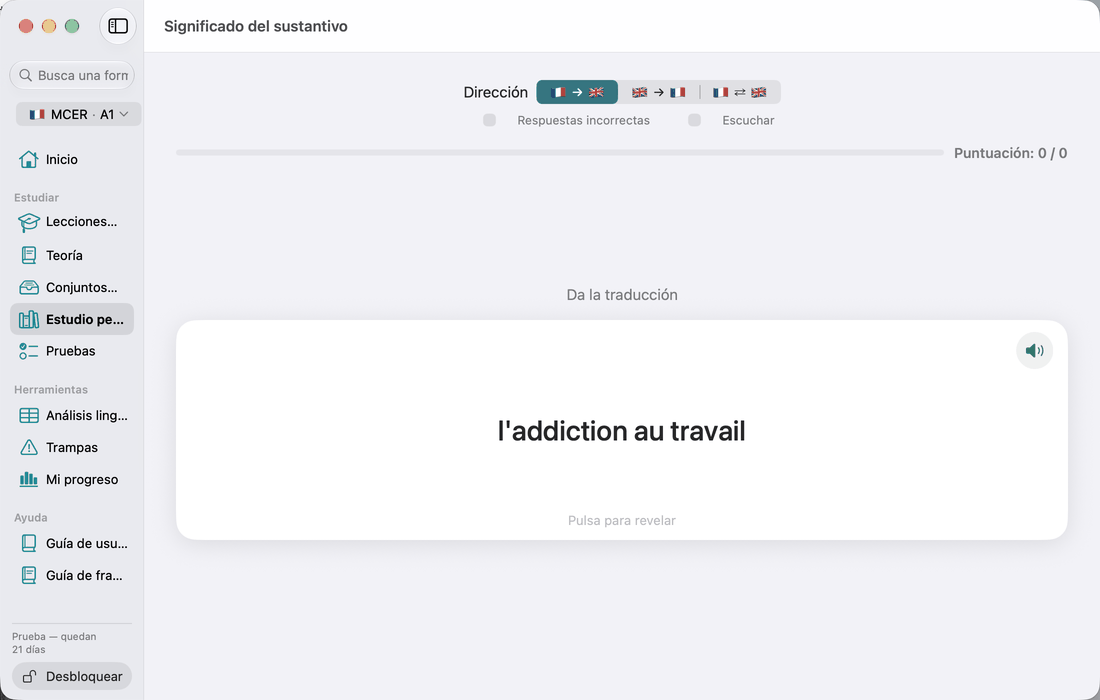 Significado del sustantivo
Busca una form
MCER · A1
Inicio
Estudiar
Lecciones...
Teoría
Conjuntos...
Estudio pe...
Pruebas
Herramientas
Análisis ling...
Trampas
Mi progreso
Ayuda
Guía de usu...
Guía de fra...
Prueba — quedan
21 días
Desbloquear
Dirección
Respuestas incorrectas
Escuchar
Puntuación: 0 / 0
Da la traducción
l'addiction au travail
Pulsa para revelar